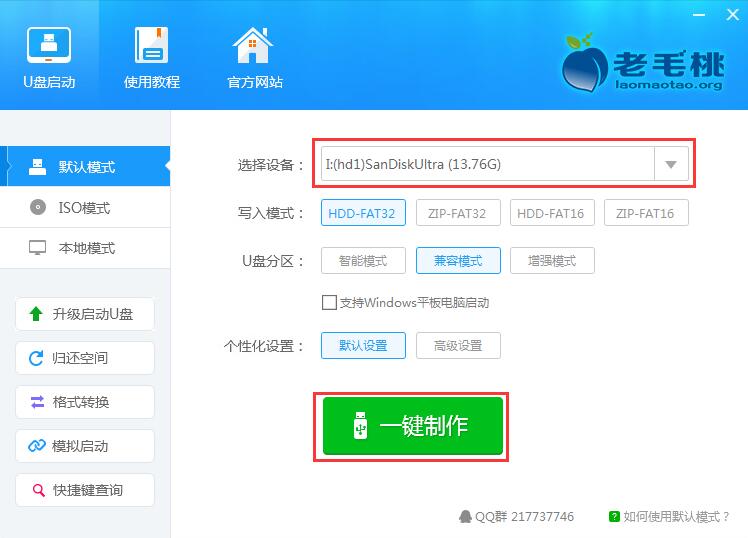 U盘启动
使用教程
官方网站
老毛桃
laomaotao.org
默认模式
ISO模式
本地模式
升级启动U盘
归还空间
格式转换
模拟启动
快捷键查询
选择设备： I:(hd1)SanDiskUltra (13.76G)
写入模式： HDD-FAT32 ZIP-FAT32 HDD-FAT16 ZIP-FAT16
U盘分区： 智能模式 兼容模式 增强模式
支持Windows平板电脑启动
个性化设置： 默认设置 高级设置
一键制作
QQ群 217737746 ? 如何使用默认模式？